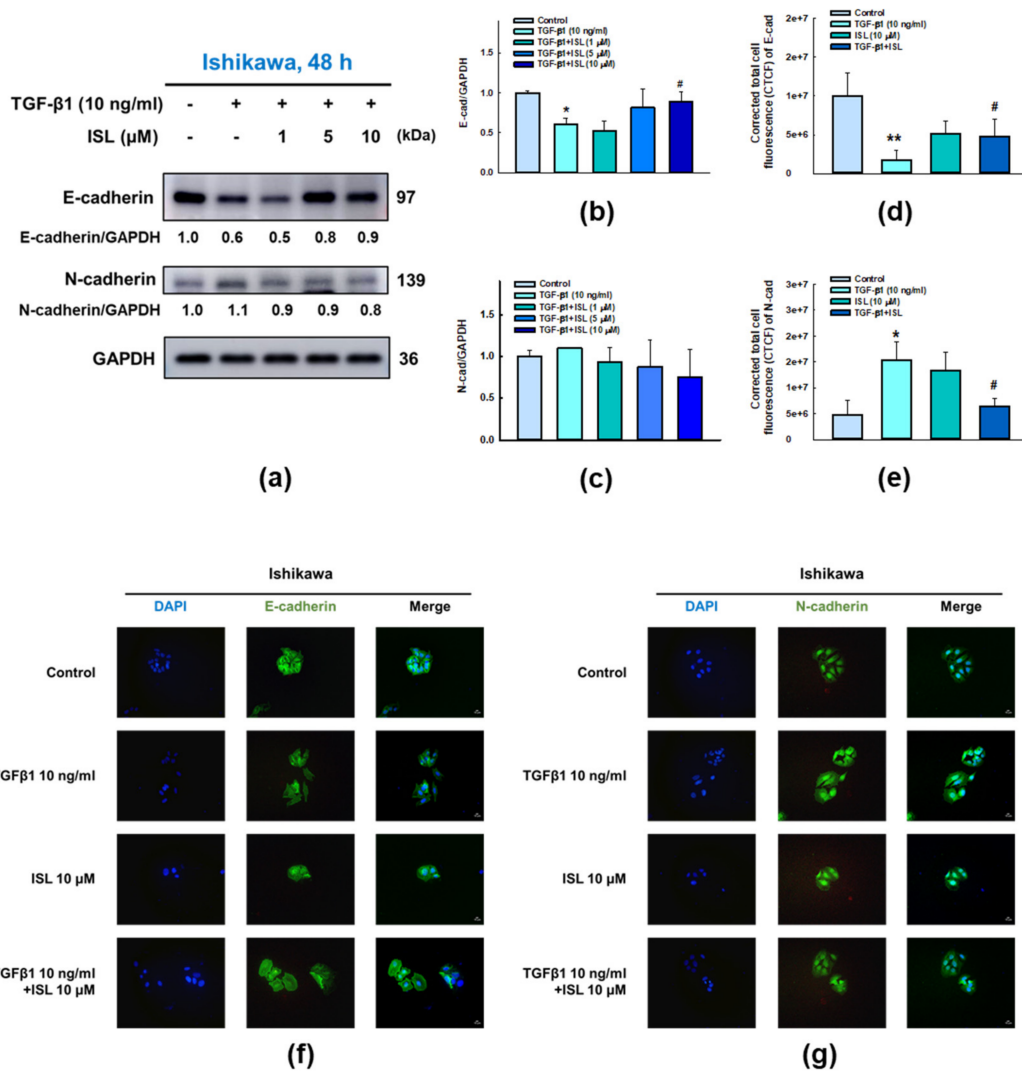 Ishikawa, 48 h
TGF-β1 (10 ng/ml) - + + + +
ISL (μM) - - 1 5 10 (kDa)
E-cadherin 97
E-cadherin/GAPDH 1.0 0.6 0.5 0.8 0.9
N-cadherin 139
N-cadherin/GAPDH 1.0 1.1 0.9 0.9 0.8
GAPDH 36
(a)
Control
TGF-β1 (10 ng/ml)
TGF-β1+ISL (1 μM)
TGF-β1+ISL (5 μM)
TGF-β1+ISL (10 μM)
E-cad/GAPDH
1.5
1.0
0.5
0.0
*
#
(b)
Control
TGF-β1 (10 ng/ml)
TGF-β1+ISL (1 μM)
TGF-β1+ISL (5 μM)
TGF-β1+ISL (10 μM)
N-cad/GAPDH
1.5
1.0
0.5
0.0
(c)
Control
TGF-β1 (10 ng/ml)
ISL (10 μM)
TGF-β1+ISL
Corrected total cell
fluorescence (CTCF) of E-cad
2e+7
2e+7
1e+7
5e+6
0
**
#
(d)
Control
TGF-β1 (10 ng/ml)
ISL (10 μM)
TGF-β1+ISL
Corrected total cell
fluorescence (CTCF) of N-cad
3e+7
3e+7
2e+7
2e+7
1e+7
5e+6
0
*
#
(e)
Ishikawa
DAPI E-cadherin Merge
Control
GFβ1 10 ng/ml
ISL 10 μM
GFβ1 10 ng/ml
+ISL 10 μM
(f)
Ishikawa
DAPI N-cadherin Merge
Control
TGFβ1 10 ng/ml
ISL 10 μM
TGFβ1 10 ng/ml
+ISL 10 μM
(g)